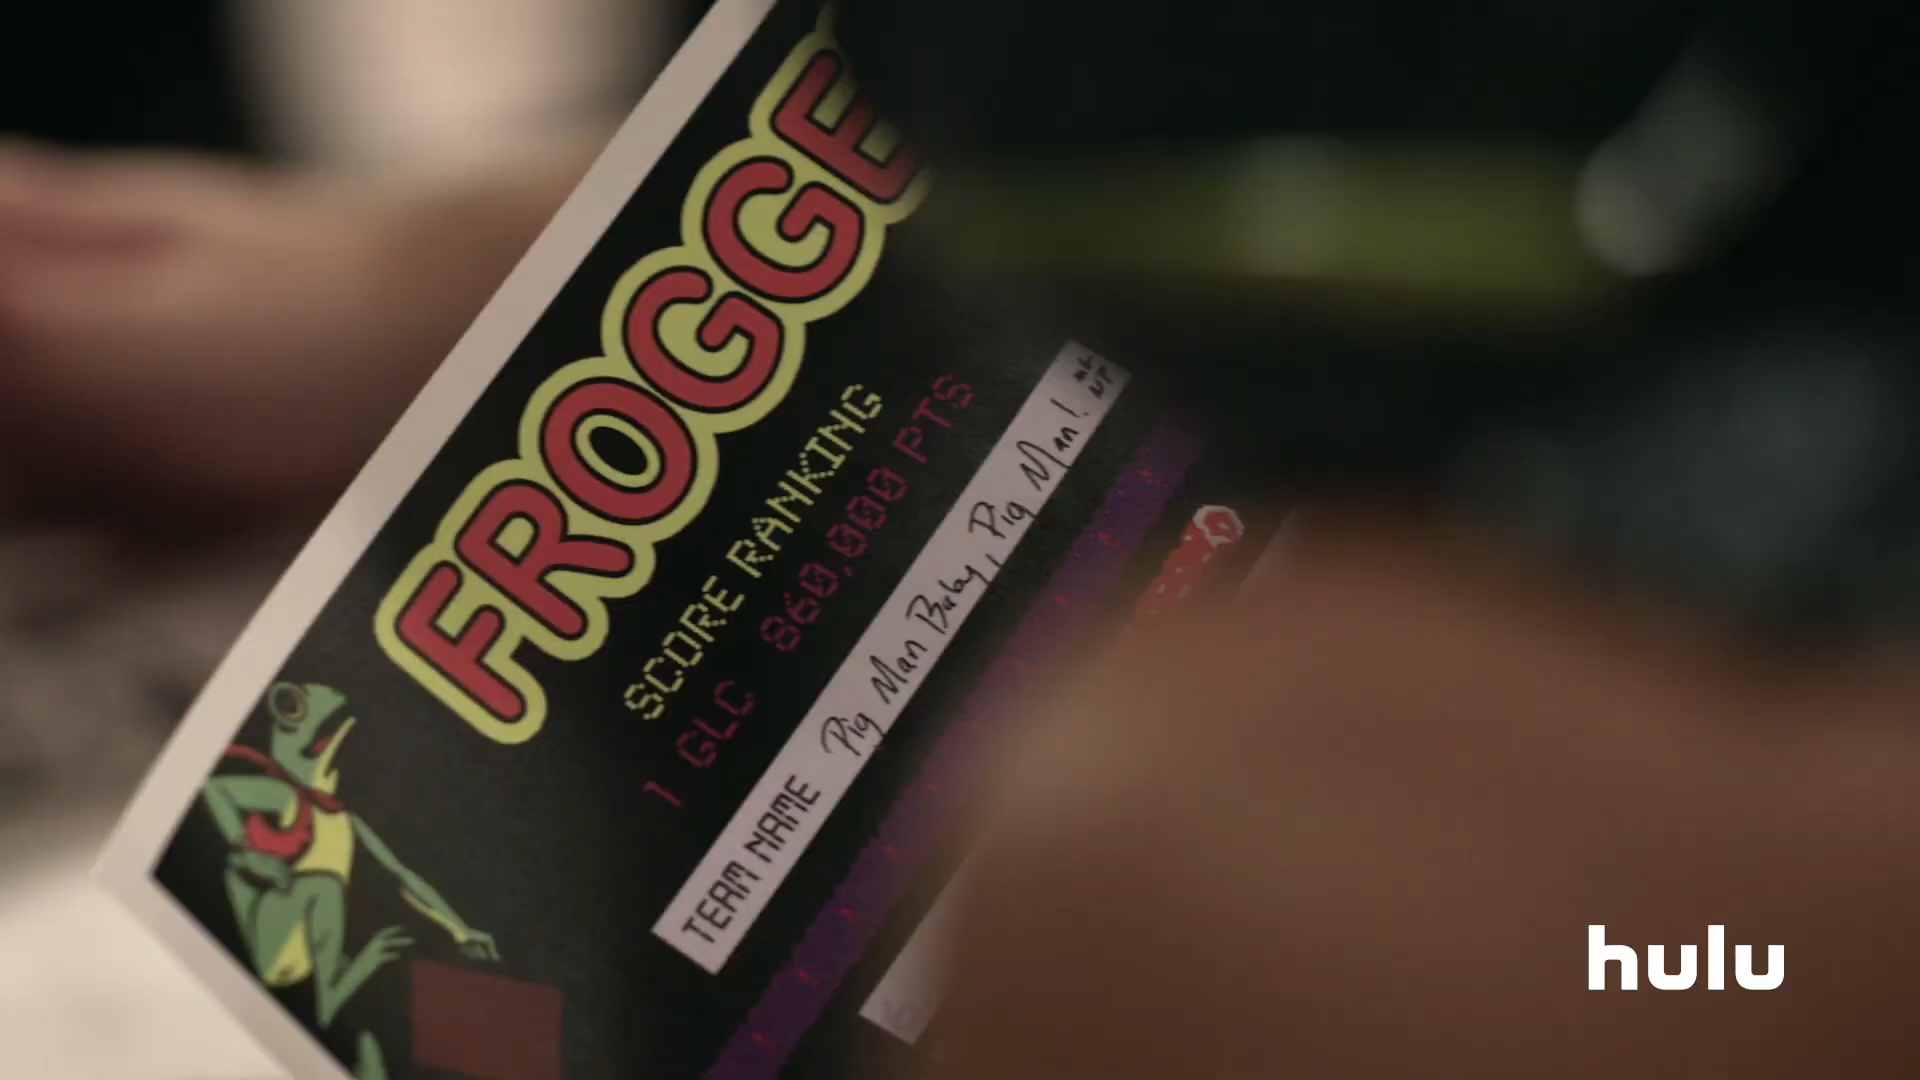 FROGGE
SCORE RANKING
1 GLC 860,000 PTS
TEAM NAME Pig Man Baby, Pig Man!
hulu